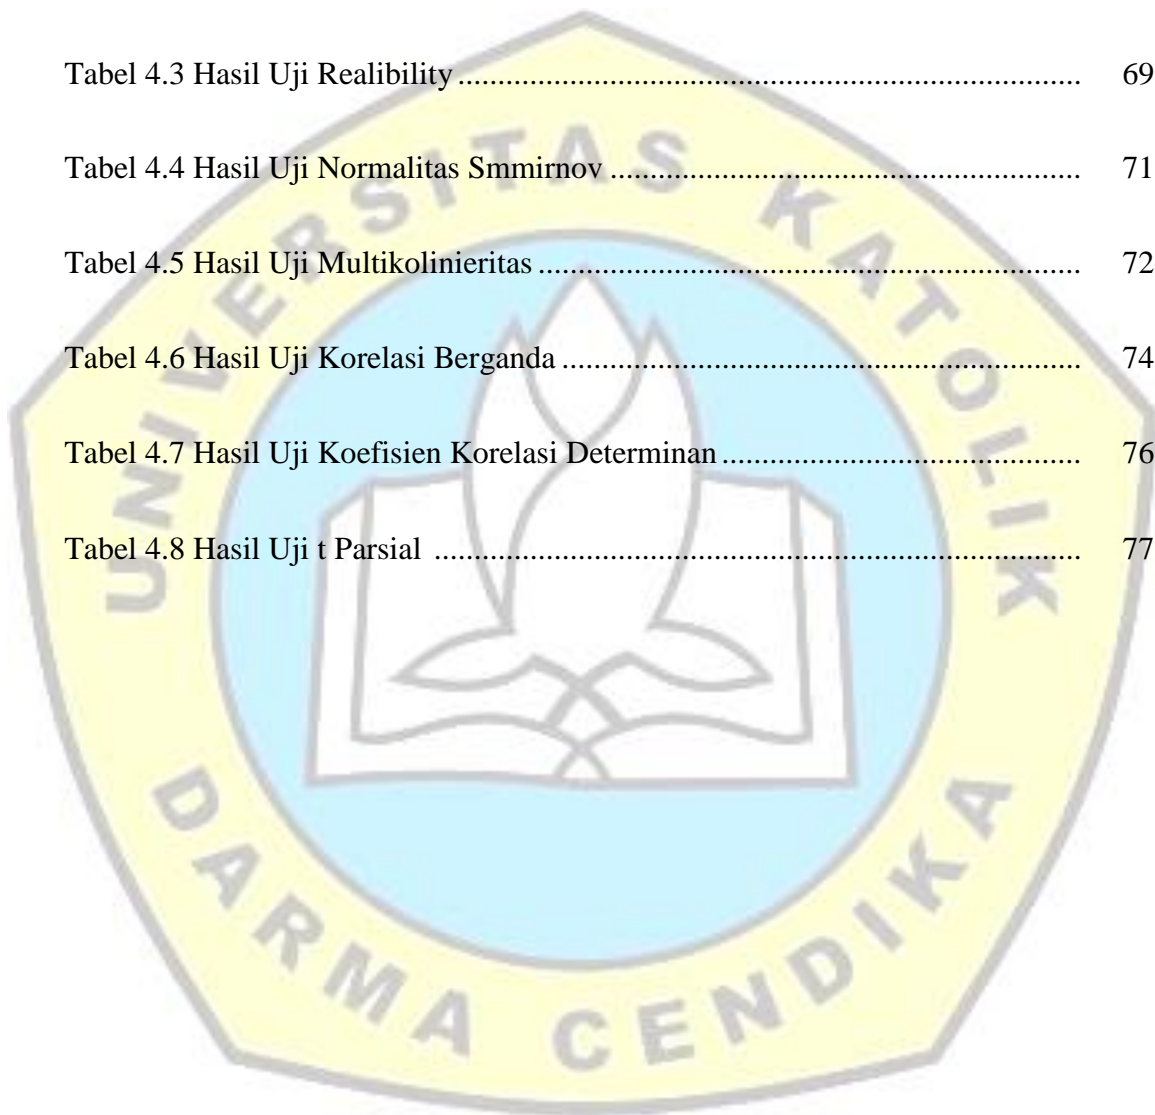 Tabel 4.3 Hasil Uji Realibility ............................................................................ 69
Tabel 4.4 Hasil Uji Normalitas Smmirnov ......................................................... 71
Tabel 4.5 Hasil Uji Multikolinieritas .................................................................. 72
Tabel 4.6 Hasil Uji Korelasi Berganda ............................................................... 74
Tabel 4.7 Hasil Uji Koefisien Korelasi Determinan ............................................ 76
Tabel 4.8 Hasil Uji t Parsial ............................................................................... 77
UNIVERSITAS KATOLIK
DARMA CENDIKA